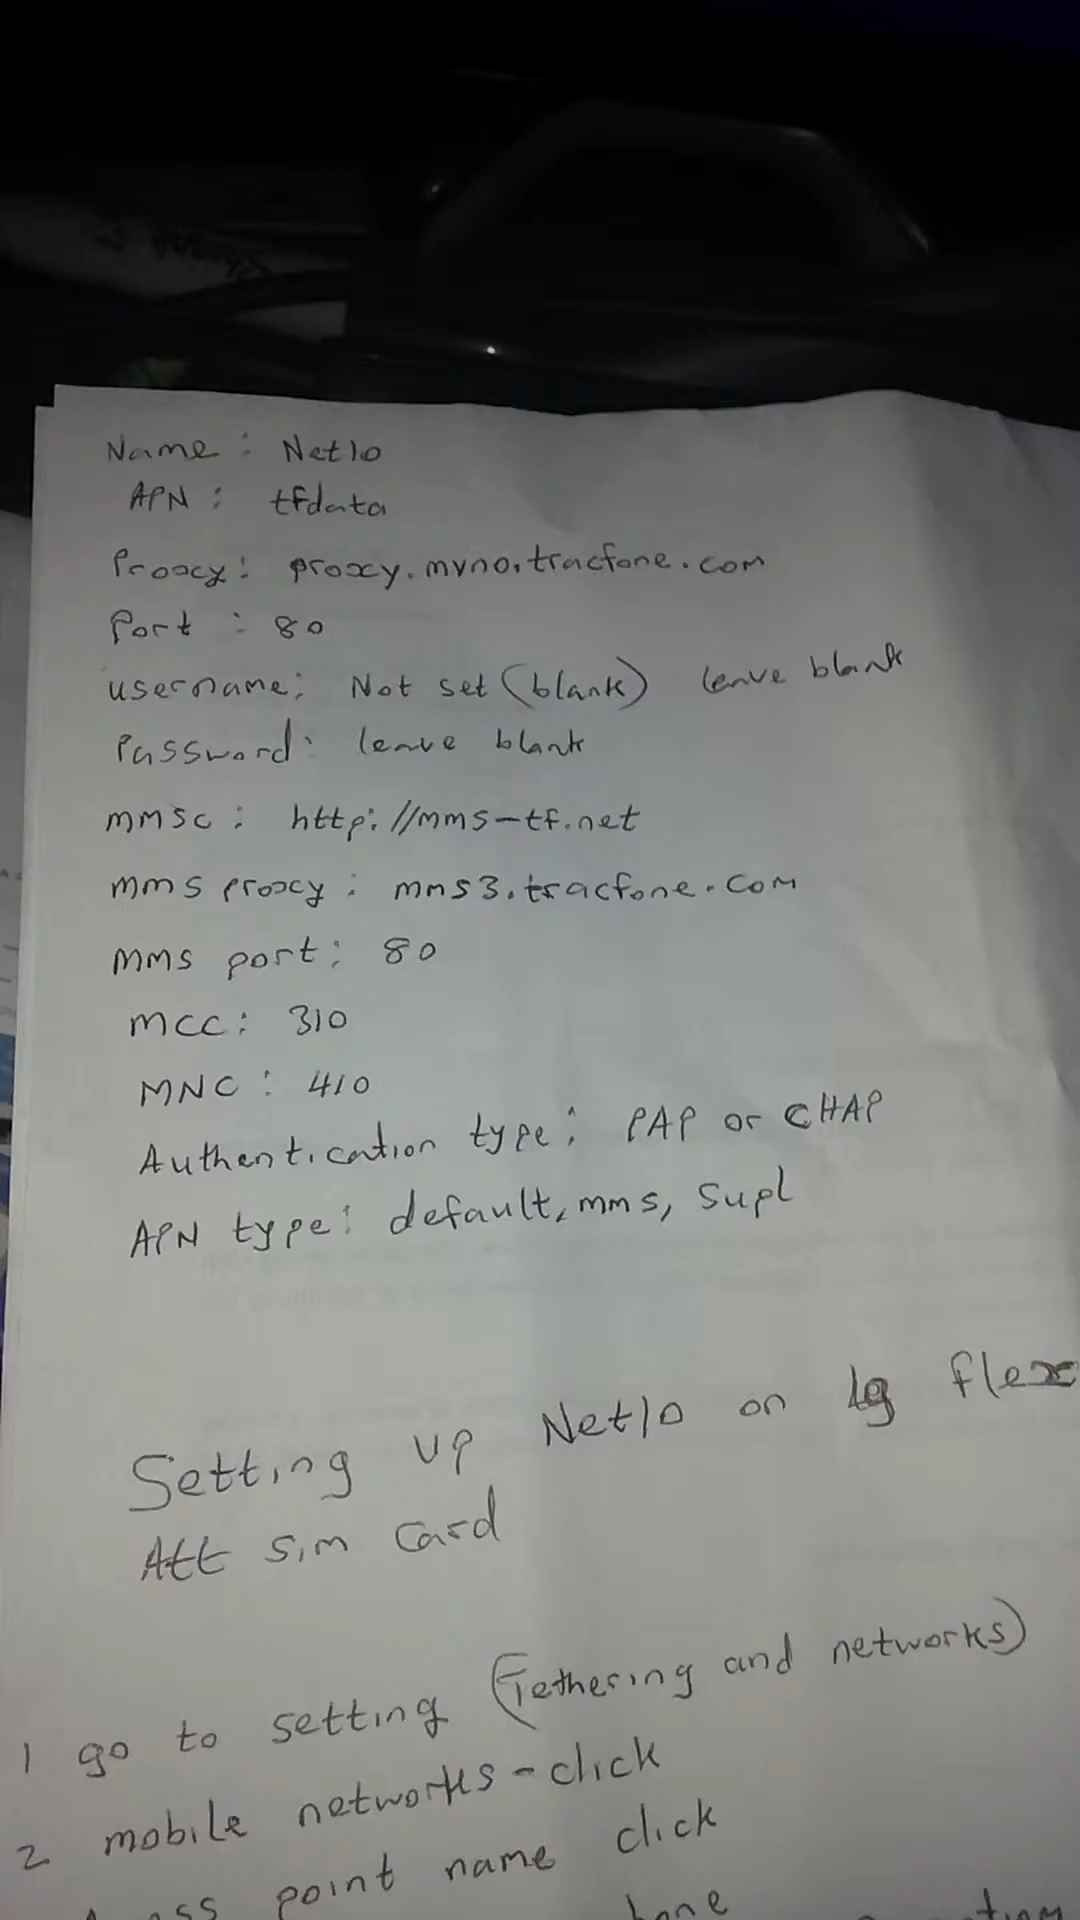 Name: Net10
APN: tfdata
Proxy: proxy.mvno.tracfone.com
Port: 80
username: Not set (blank) leave blank
Password: leave blank
mmsc: http://mms-tf.net
mms proxy: mms3.tracfone.com
mms port: 80
MCC: 310
MNC: 410
Authentication type: PAP or CHAP
APN type: default, mms, supl
Setting up Net10 on lg flex
Att sim card
1 go to setting (Tethering and networks)
2 mobile networks - click
point name click